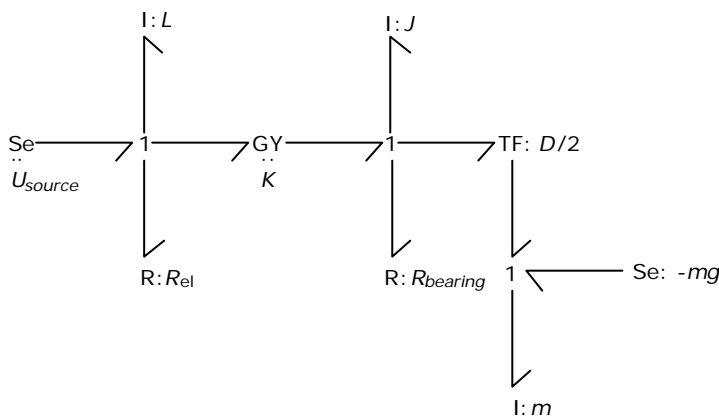 I: L
I: J
Se 1 GY 1 TF: D/2
U_source K
R: R_el
R: R_bearing
1 Se: -mg
I: m